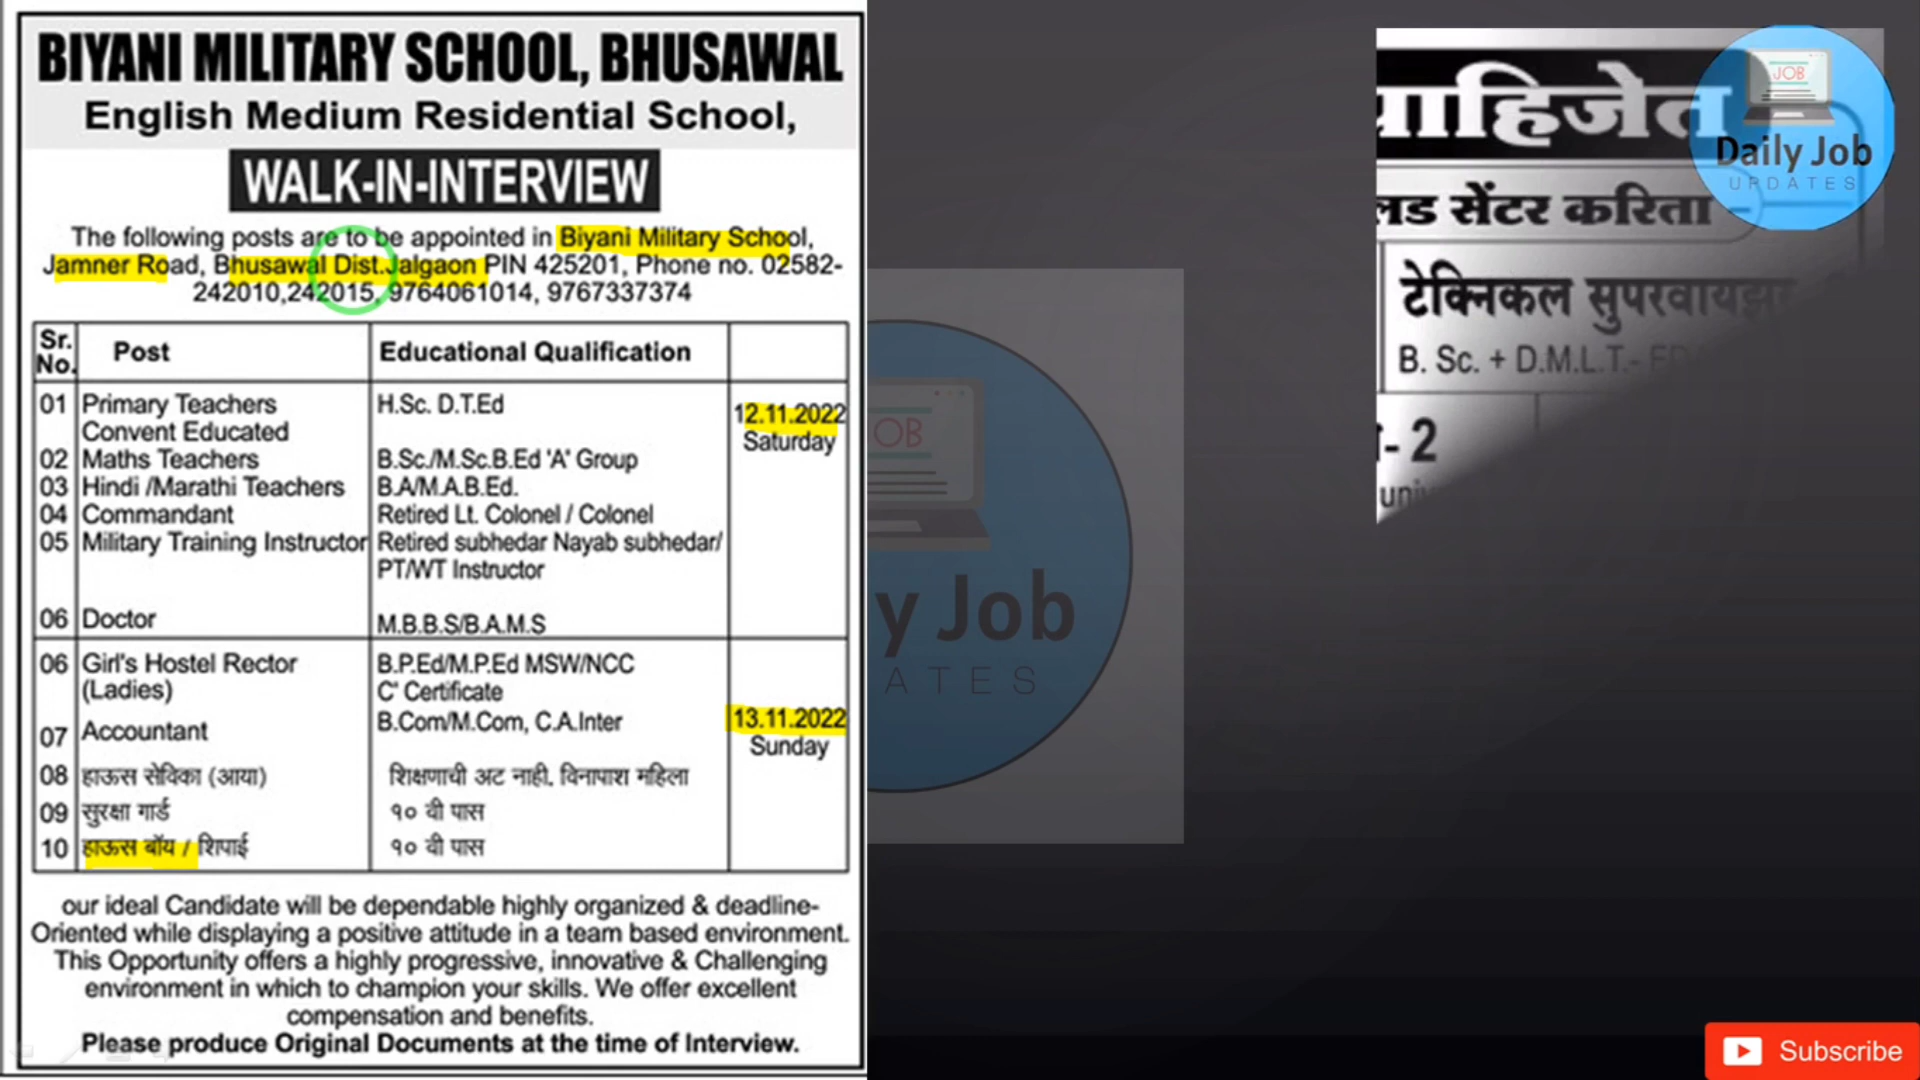 BIYANI MILITARY SCHOOL, BHUSAWAL
English Medium Residential School,
WALK-IN-INTERVIEW
The following posts are to be appointed in Biyani Military School,
Jamner Road, Bhusawal Dist.Jalgaon PIN 425201, Phone no. 02582-
242010,242015, 9764061014, 9767337374
Sr. No. Post Educational Qualification
01 Primary Teachers Convent Educated H.Sc. D.T.Ed
12.11.2022
Saturday
02 Maths Teachers B.Sc./M.Sc.B.Ed 'A' Group
03 Hindi /Marathi Teachers B.A/M.A.B.Ed.
04 Commandant Retired Lt. Colonel / Colonel
05 Military Training Instructor Retired subhedar Nayab subhedar/
PT/WT Instructor
06 Doctor M.B.B.S/B.A.M.S
06 Girl's Hostel Rector (Ladies) B.P.Ed/M.P.Ed MSW/NCC
C' Certificate
07 Accountant B.Com/M.Com, C.A.Inter
13.11.2022
Sunday
08 हाऊस सेविका (आया) शिक्षणाची अट नाही. विनापाश महिला
09 सुरक्षा गार्ड १० वी पास
10 हाऊस बॉय / शिपाई १० वी पास
our ideal Candidate will be dependable highly organized & deadline-
Oriented while displaying a positive attitude in a team based environment.
This Opportunity offers a highly progressive, innovative & Challenging
environment in which to champion your skills. We offer excellent
compensation and benefits.
Please produce Original Documents at the time of Interview.
OB
y Job
ATES
पाहिजेत
JOB
Daily Job
UPDATES
लड सेंटर करिता -
टेक्निकल सुपरवायझर
B. Sc. + D.M.L.T.-
- 2
Subscribe